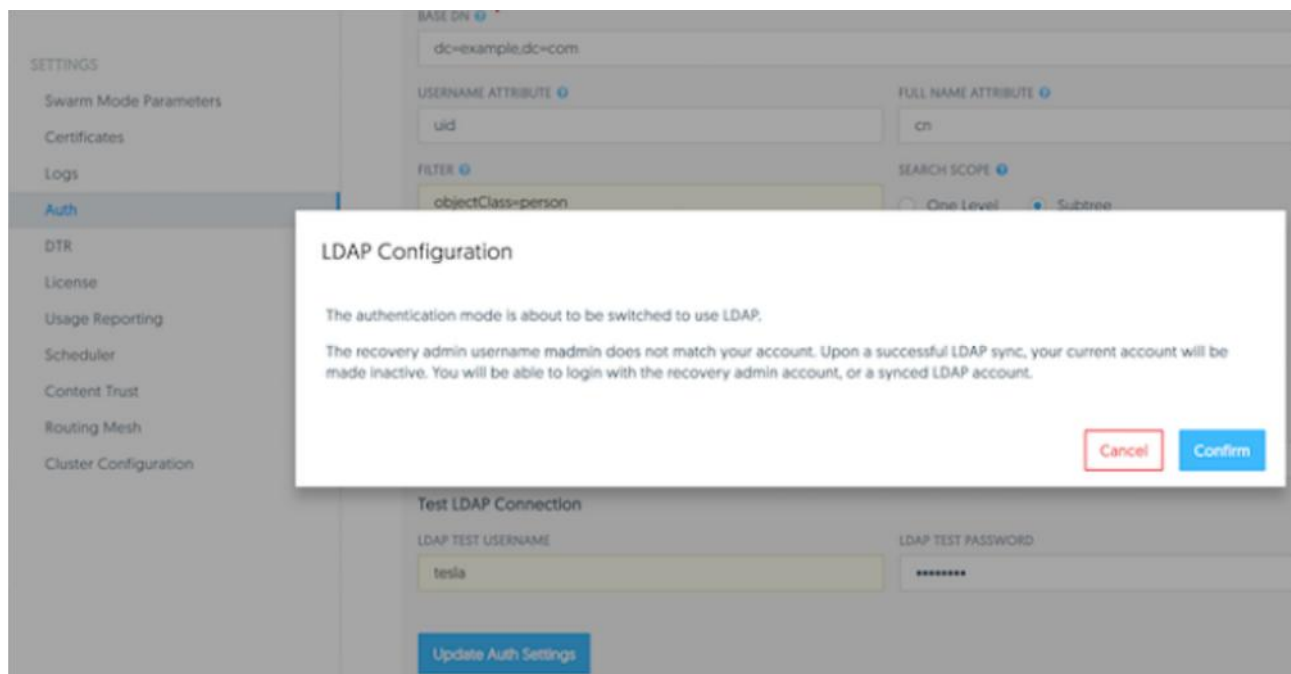 BASE DN *
dc=example,dc=com
SETTINGS
Swarm Mode Parameters
Certificates
Logs
Auth
DTR
License
Usage Reporting
Scheduler
Content Trust
Routing Mesh
Cluster Configuration
USERNAME ATTRIBUTE
FULL NAME ATTRIBUTE
uid
cn
FILTER
SEARCH SCOPE
objectClass=person
One Level
Subtree
LDAP Configuration
The authentication mode is about to be switched to use LDAP.
The recovery admin username madmin does not match your account. Upon a successful LDAP sync, your current account will be
made inactive. You will be able to login with the recovery admin account, or a synced LDAP account.
Cancel
Confirm
Test LDAP Connection
LDAP TEST USERNAME
LDAP TEST PASSWORD
tesla
••••••••
Update Auth Settings